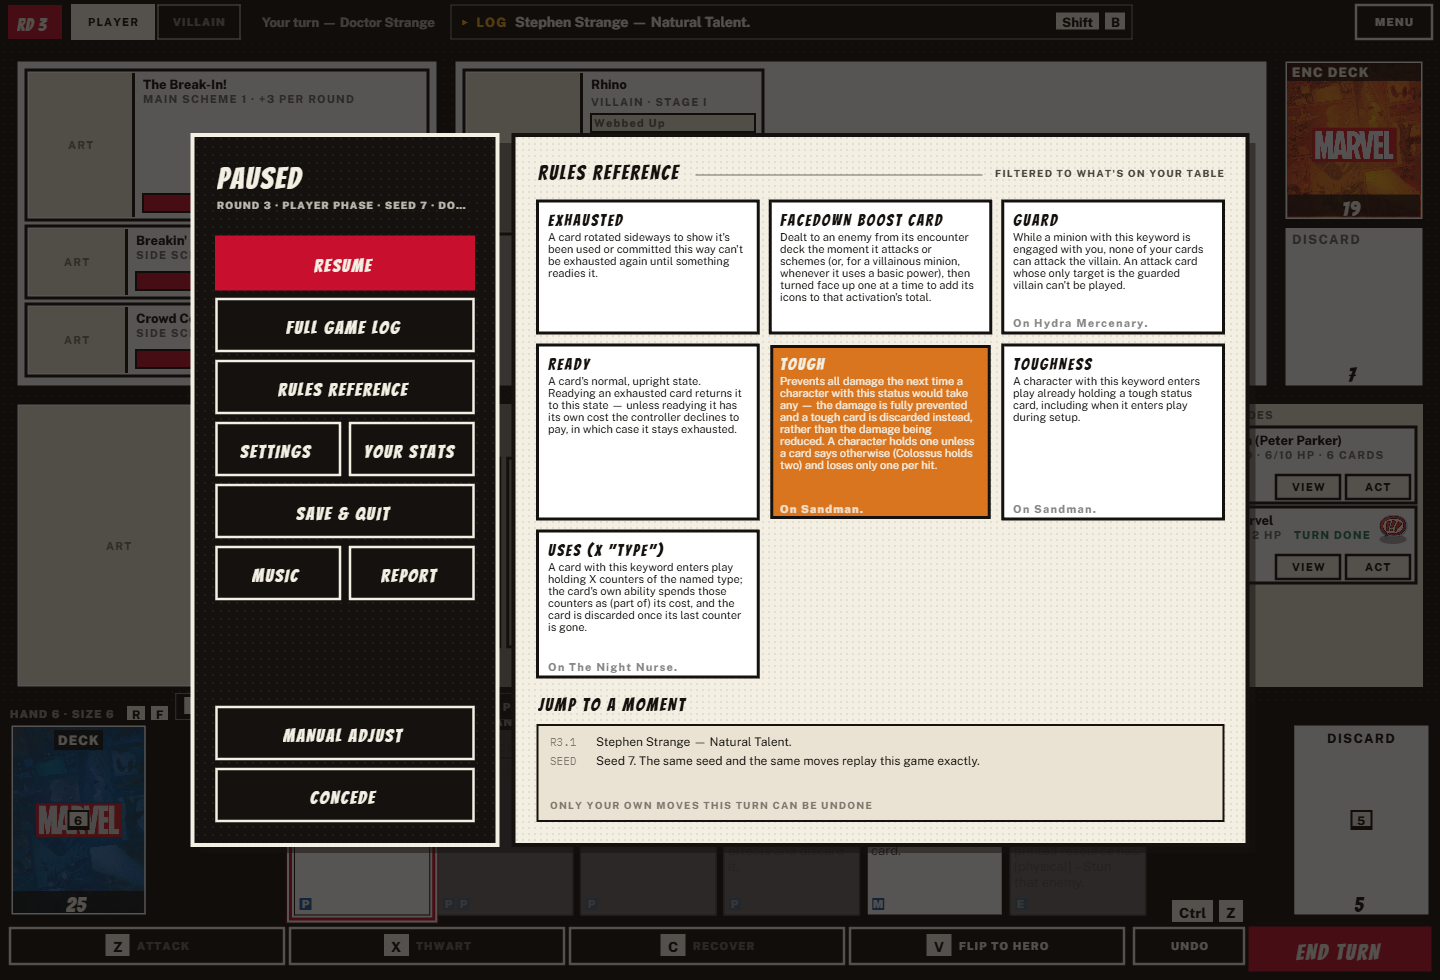 RD 3
PLAYER
VILLAIN
Your turn — Doctor Strange
LOG Stephen Strange — Natural Talent.
Shift B
MENU
The Break-In!
MAIN SCHEME 1 · +3 PER ROUND
ART
Rhino
VILLAIN · STAGE I
Webbed Up
ENC DECK
MARVEL
19
DISCARD
7
Breakin'
SIDE SC
ART
Crowd C
SIDE SC
ART
ART
PAUSED
ROUND 3 · PLAYER PHASE · SEED 7 · DO...
RESUME
FULL GAME LOG
RULES REFERENCE
SETTINGS
YOUR STATS
SAVE & QUIT
MUSIC
REPORT
MANUAL ADJUST
CONCEDE
RULES REFERENCE
FILTERED TO WHAT'S ON YOUR TABLE
EXHAUSTED
A card rotated sideways to show it's
been used or committed this way can't
be exhausted again until something
readies it.
FACEDOWN BOOST CARD
Dealt to an enemy from its encounter
deck the moment it attacks or
schemes (or, for a villainous minion,
whenever it uses a basic power), then
turned face up one at a time to add its
icons to that activation's total.
GUARD
While a minion with this keyword is
engaged with you, none of your cards
can attack the villain. An attack card
whose only target is the guarded
villain can't be played.
On Hydra Mercenary.
READY
A card's normal, upright state.
Readying an exhausted card returns it
to this state — unless readying it has
its own cost the controller declines to
pay, in which case it stays exhausted.
TOUGH
Prevents all damage the next time a
character with this status would take
any — the damage is fully prevented
and a tough card is discarded instead,
rather than the damage being
reduced. A character holds one unless
a card says otherwise (Colossus holds
two) and loses only one per hit.
On Sandman.
TOUGHNESS
A character with this keyword enters
play already holding a tough status
card, including when it enters play
during setup.
On Sandman.
USES (X "TYPE")
A card with this keyword enters play
holding X counters of the named type;
the card's own ability spends those
counters as (part of) its cost, and the
card is discarded once its last counter
is gone.
On The Night Nurse.
JUMP TO A MOMENT
R3.1 Stephen Strange — Natural Talent.
SEED Seed 7. The same seed and the same moves replay this game exactly.
ONLY YOUR OWN MOVES THIS TURN CAN BE UNDONE
OES
(Peter Parker)
· 6/10 HP · 6 CARDS
VIEW
ACT
rvel
2 HP TURN DONE
VIEW
ACT
HAND 6 · SIZE 6 R F
P
DECK
MARVEL
6
25
P
P P
P
it.
P
card.
M
(physical) - Stun
that enemy.
E
DISCARD
5
5
Ctrl Z
Z ATTACK
X THWART
C RECOVER
V FLIP TO HERO
UNDO
END TURN